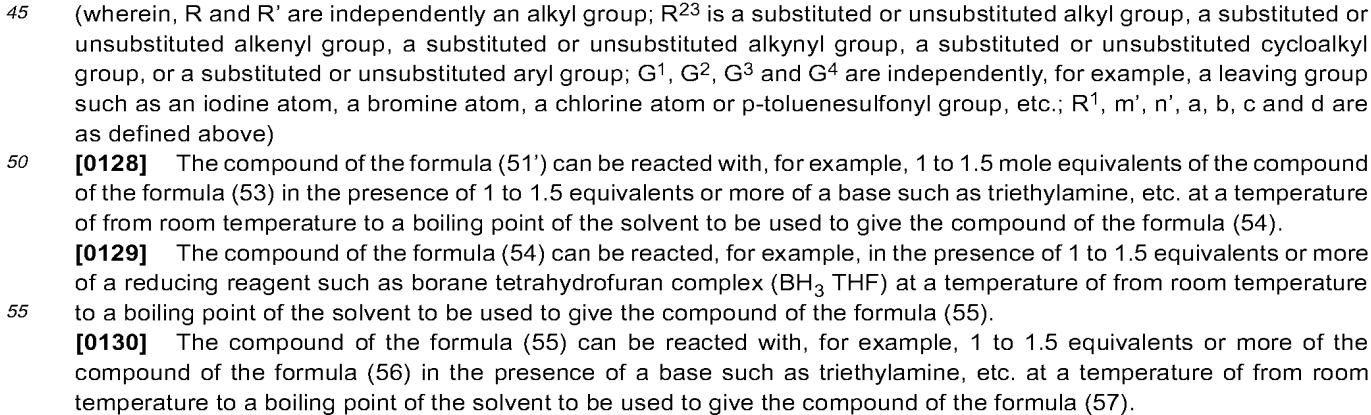 45 (wherein, R and R’ are independently an alkyl group; R23 is a substituted or unsubstituted alkyl group, a substituted or
unsubstituted alkenyl group, a substituted or unsubstituted alkynyl group, a substituted or unsubstituted cycloalkyl
group, or a substituted or unsubstituted aryl group; G1, G2, G3 and G4 are independently, for example, a leaving group
such as an iodine atom, a bromine atom, a chlorine atom or p-toluenesulfonyl group, etc.; R1, m’, n’, a, b, c and d are
as defined above)
50 [0128] The compound of the formula (51’) can be reacted with, for example, 1 to 1.5 mole equivalents of the compound
of the formula (53) in the presence of 1 to 1.5 equivalents or more of a base such as triethylamine, etc. at a temperature
of from room temperature to a boiling point of the solvent to be used to give the compound of the formula (54).
[0129] The compound of the formula (54) can be reacted, for example, in the presence of 1 to 1.5 equivalents or more
of a reducing reagent such as borane tetrahydrofuran complex (BH3 THF) at a temperature of from room temperature
55 to a boiling point of the solvent to be used to give the compound of the formula (55).
[0130] The compound of the formula (55) can be reacted with, for example, 1 to 1.5 equivalents or more of the
compound of the formula (56) in the presence of a base such as triethylamine, etc. at a temperature of from room
temperature to a boiling point of the solvent to be used to give the compound of the formula (57).